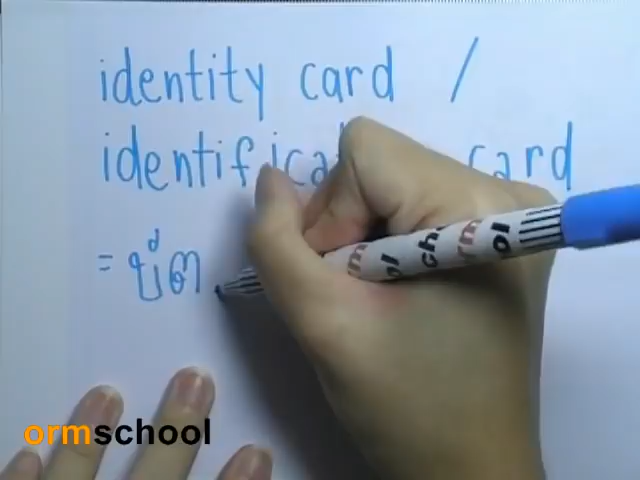 identity card /
identifica card
= บัต
ormschool